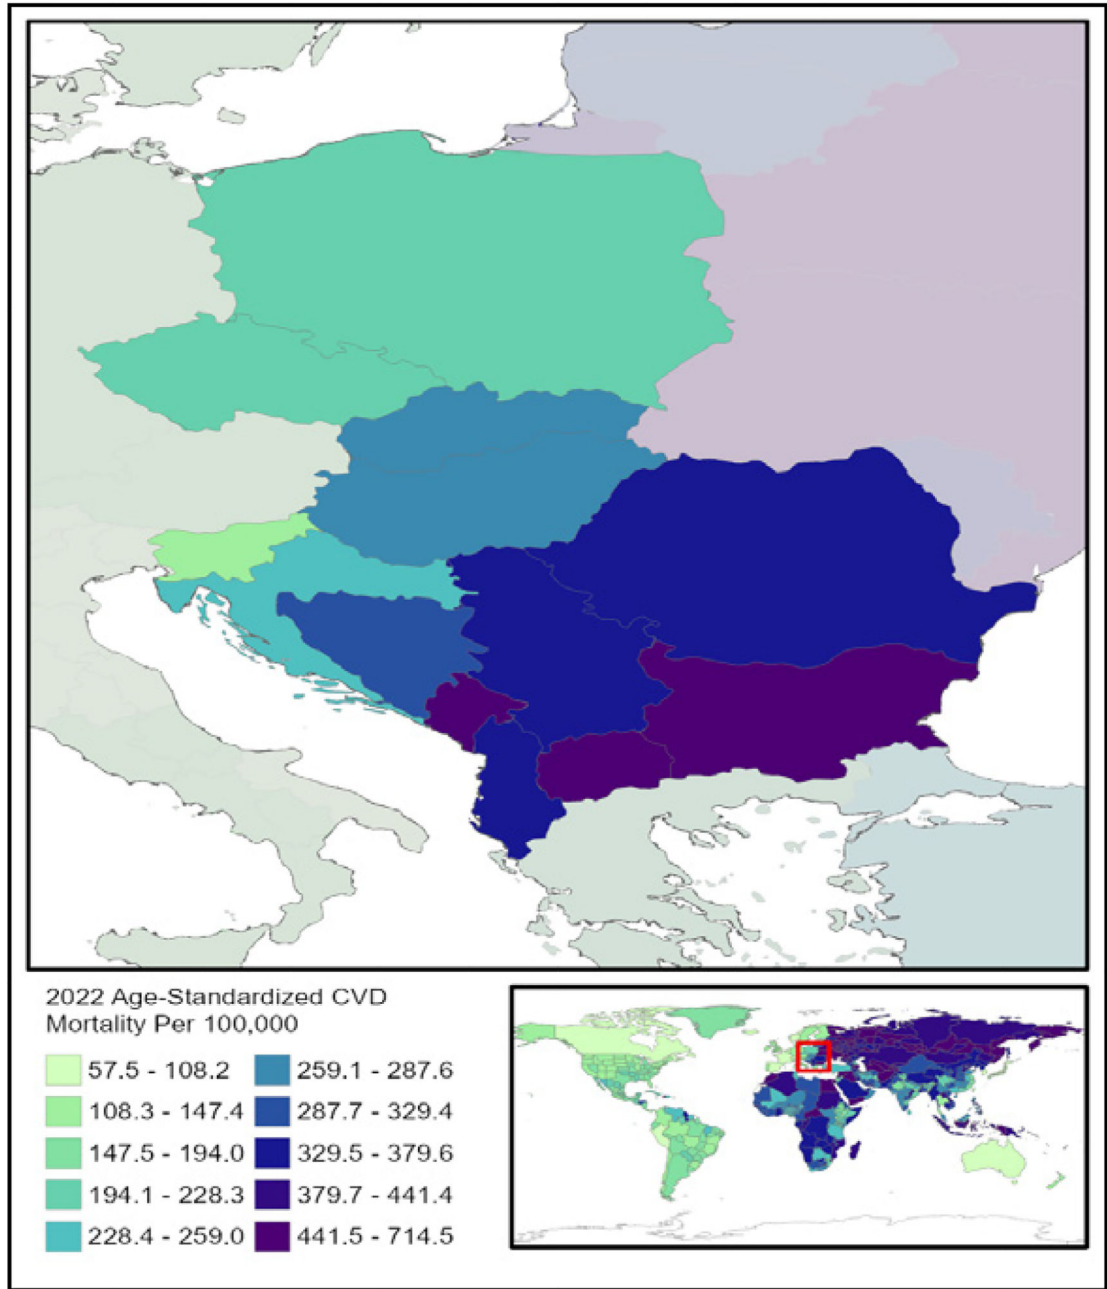 2022 Age-Standardized CVD
Mortality Per 100,000
57.5 - 108.2
108.3 - 147.4
147.5 - 194.0
194.1 - 228.3
228.4 - 259.0
259.1 - 287.6
287.7 - 329.4
329.5 - 379.6
379.7 - 441.4
441.5 - 714.5